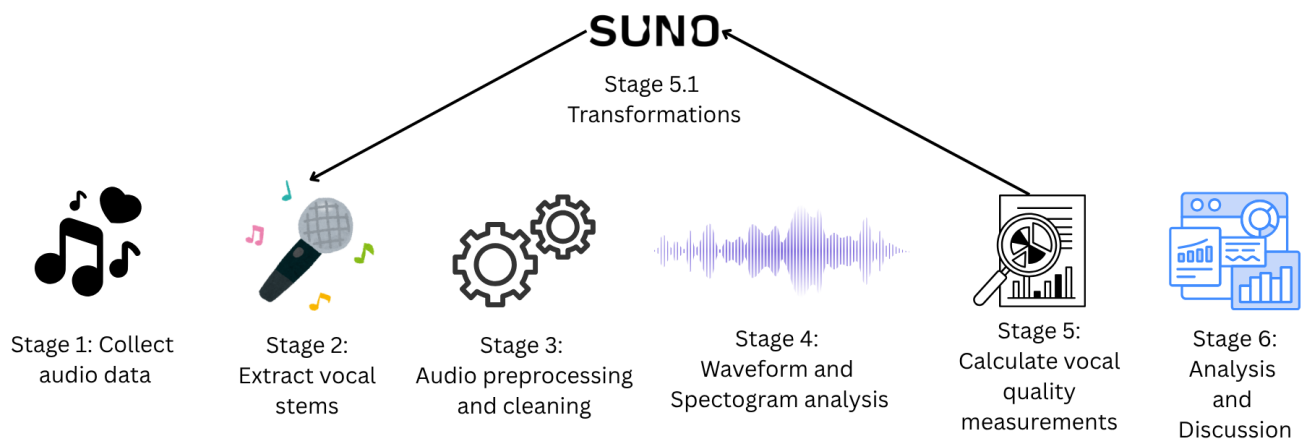 SUNO
Stage 5.1
Transformations
Stage 1: Collect
audio data
Stage 2:
Extract vocal
stems
Stage 3:
Audio preprocessing
and cleaning
Stage 4:
Waveform and
Spectogram analysis
Stage 5:
Calculate vocal
quality
measurements
Stage 6:
Analysis
and
Discussion